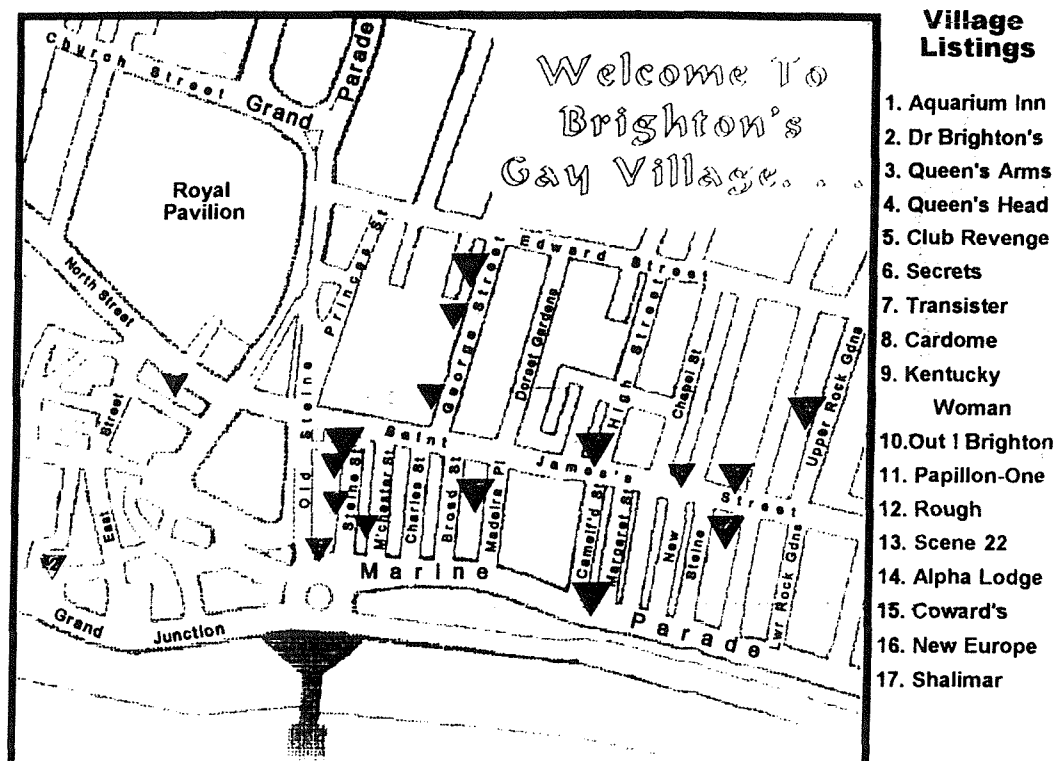 Welcome To
Brighton's
Gay Village. . .
Church Street
Grand Parade
Royal
Pavilion
North Street
Princes S
Edward Street
George Street
Dorset Gardens
High Street
Chapel St
Upper Rock Gdns
Old Steine
Saint James's Street
Street
East
Steine St
M'chester St
Charles St
Broad St
Madeira Pl
Camelf'd St
Margaret St
New Steine
Lwr Rock Gdns
Marine Parade
Grand Junction
Village
Listings
1. Aquarium Inn
2. Dr Brighton's
3. Queen's Arms
4. Queen's Head
5. Club Revenge
6. Secrets
7. Transister
8. Cardome
9. Kentucky
Woman
10.Out ! Brighton
11. Papillon-One
12. Rough
13. Scene 22
14. Alpha Lodge
15. Coward's
16. New Europe
17. Shalimar